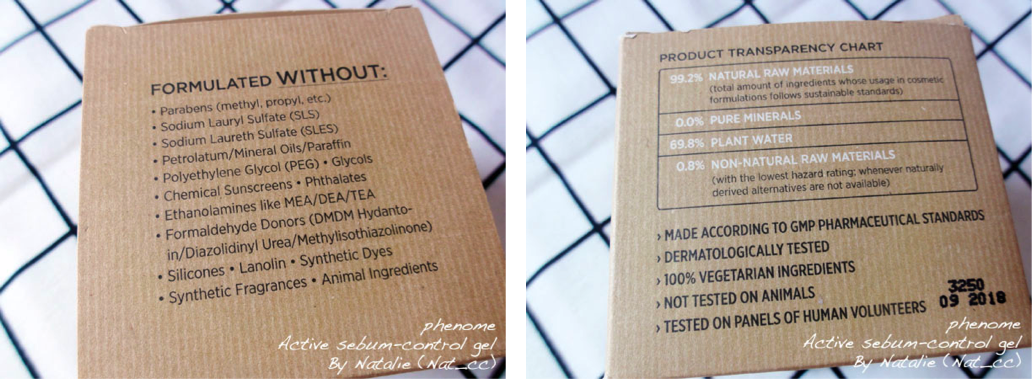 FORMULATED WITHOUT:
• Parabens (methyl, propyl, etc.)
• Sodium Lauryl Sulfate (SLS)
• Sodium Laureth Sulfate (SLES)
• Petrolatum/Mineral Oils/Paraffin
• Polyethylene Glycol (PEG) • Glycols
• Chemical Sunscreens • Phthalates
• Ethanolamines like MEA/DEA/TEA
• Formaldehyde Donors (DMDM Hydanto-
in/Diazolidinyl Urea/Methylisothiazolinone)
• Silicones • Lanolin • Synthetic Dyes
• Synthetic Fragrances • Animal Ingredients
phenome
Active sebum-control gel
By Natalie (Nat_cc)
PRODUCT TRANSPARENCY CHART
99.2% NATURAL RAW MATERIALS
(total amount of ingredients whose usage in cosmetic
formulations follows sustainable standards)
0.0% PURE MINERALS
69.8% PLANT WATER
0.8% NON-NATURAL RAW MATERIALS
(with the lowest hazard rating; whenever naturally
derived alternatives are not available)
› MADE ACCORDING TO GMP PHARMACEUTICAL STANDARDS
› DERMATOLOGICALLY TESTED
› 100% VEGETARIAN INGREDIENTS
› NOT TESTED ON ANIMALS
› TESTED ON PANELS OF HUMAN VOLUNTEERS
3250
09 2018
phenome
Active sebum-control gel
By Natalie (Nat_cc)